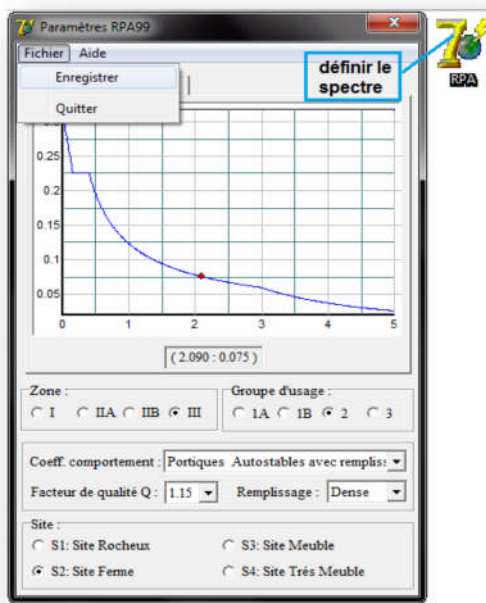 Paramètres RPA99
Fichier Aide
Enregistrer
Quitter
définir le
spectre
RPA
0.25
0.2
0.15
0.1
0.05
0 1 2 3 4 5
( 2.090 : 0.075 )
Zone :
I IIA IIB III
Groupe d'usage :
1A 1B 2 3
Coeff. comportement : Portiques Autostables avec rempliss
Facteur de qualité Q : 1.15 Remplissage : Dense
Site :
S1: Site Rocheux S3: Site Meuble
S2: Site Ferme S4: Site Trés Meuble